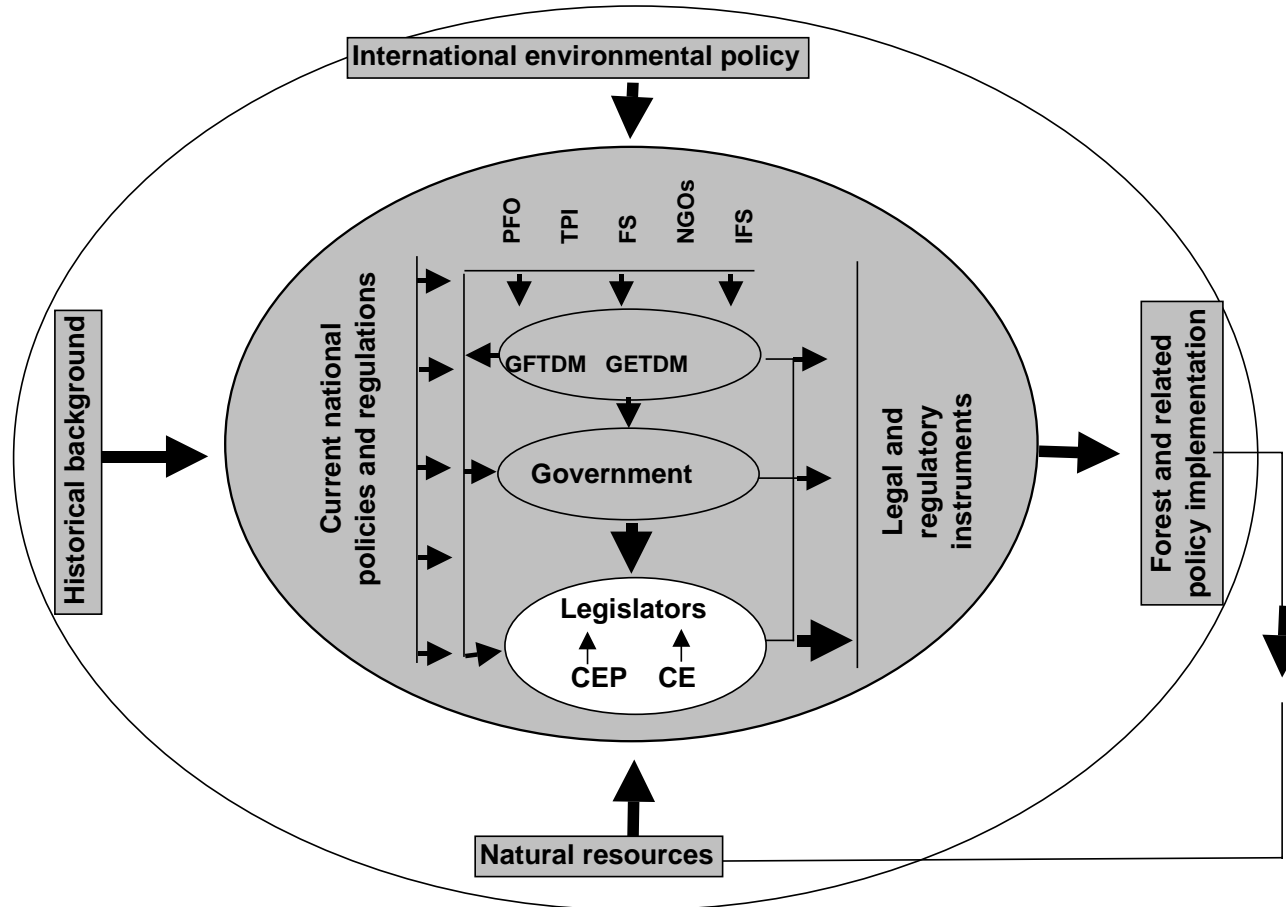 International environmental policy
PFO
TPI
FS
NGOs
IFS
Historical background
Current national
policies and regulations
GFTDM GETDM
Government
Legislators
CEP CE
Legal and
regulatory
instruments
Forest and related
policy implementation
Natural resources